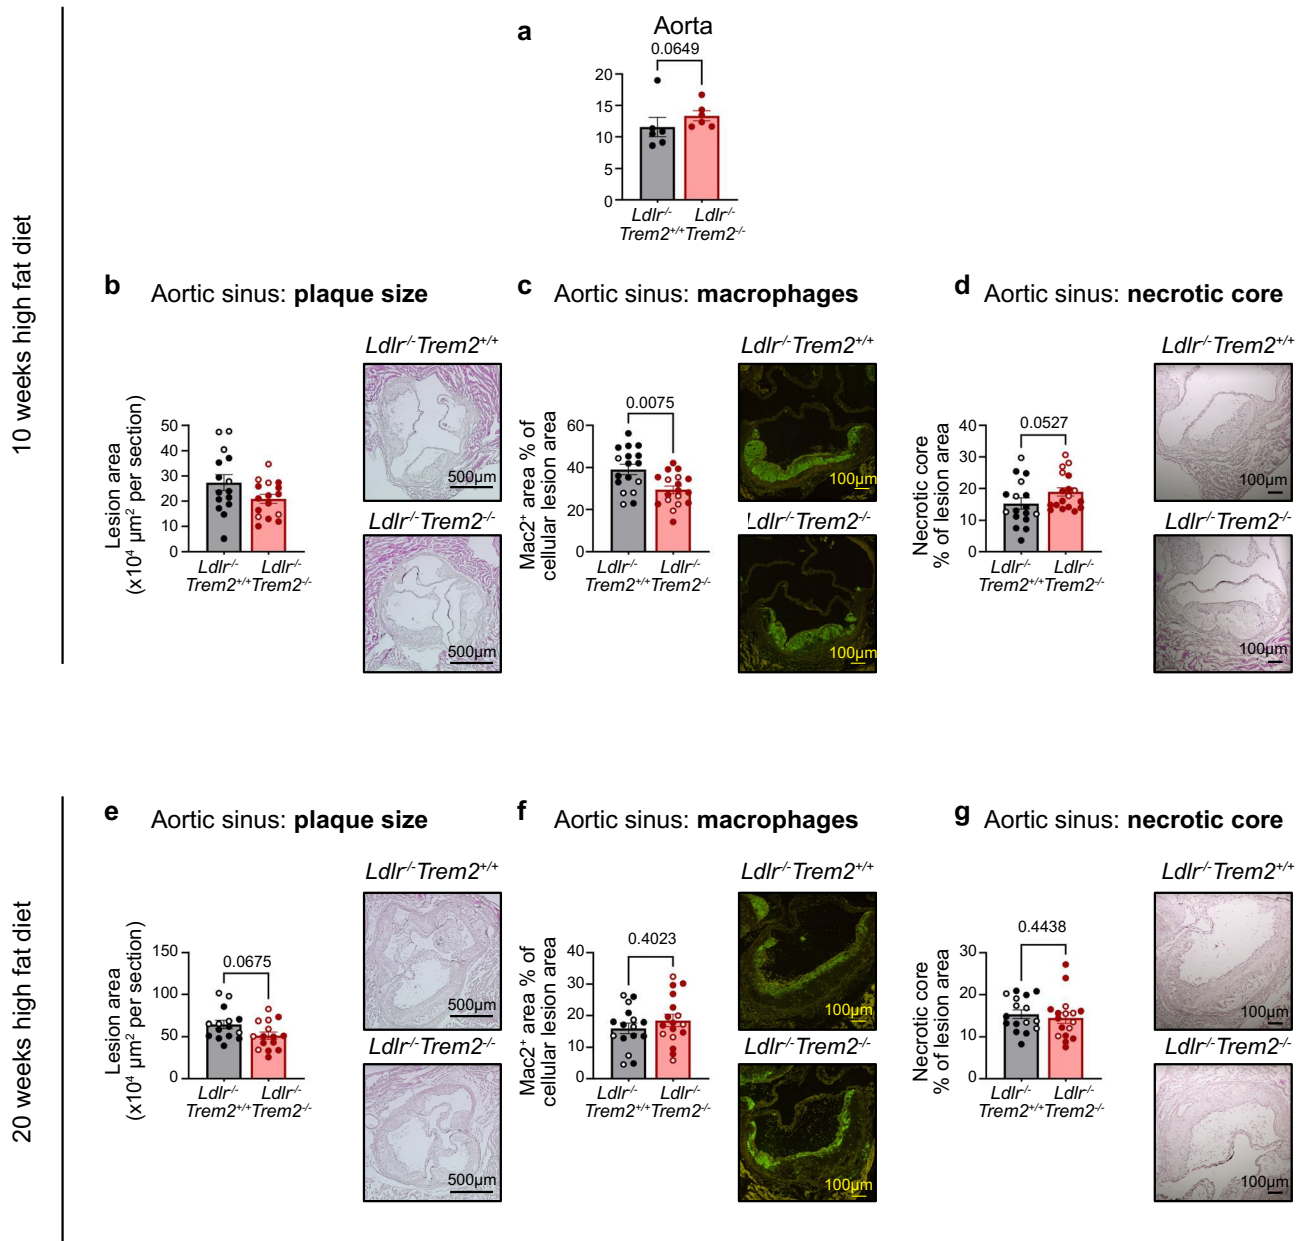 10 weeks high fat diet
a
Aorta
0.0649
20
15
10
5
0
Ldlr-/- Ldlr-/-
Trem2+/+ Trem2-/-
b Aortic sinus: plaque size
Lesion area
(x10⁴ µm² per section)
50
40
30
20
10
0
Ldlr-/- Ldlr-/-
Trem2+/+ Trem2-/-
Ldlr-/-Trem2+/+
500µm
Ldlr-/-Trem2-/-
500µm
c Aortic sinus: macrophages
Mac2+ area % of
cellular lesion area
0.0075
60
40
20
0
Ldlr-/- Ldlr-/-
Trem2+/+ Trem2-/-
Ldlr-/-Trem2+/+
100µm
Ldlr-/-Trem2-/-
100µm
d Aortic sinus: necrotic core
Necrotic core
% of lesion area
0.0527
40
30
20
10
0
Ldlr-/- Ldlr-/-
Trem2+/+ Trem2-/-
Ldlr-/-Trem2+/+
100µm
Ldlr-/-Trem2-/-
100µm
20 weeks high fat diet
e Aortic sinus: plaque size
Lesion area
(x10⁴ µm² per section)
0.0675
150
100
50
0
Ldlr-/- Ldlr-/-
Trem2+/+ Trem2-/-
Ldlr-/-Trem2+/+
500µm
Ldlr-/-Trem2-/-
500µm
f Aortic sinus: macrophages
Mac2+ area % of
cellular lesion area
0.4023
40
30
20
10
0
Ldlr-/- Ldlr-/-
Trem2+/+ Trem2-/-
Ldlr-/-Trem2+/+
100µm
Ldlr-/-Trem2-/-
100µm
g Aortic sinus: necrotic core
Necrotic core
% of lesion area
0.4438
30
20
10
0
Ldlr-/- Ldlr-/-
Trem2+/+ Trem2-/-
Ldlr-/-Trem2+/+
100µm
Ldlr-/-Trem2-/-
100µm